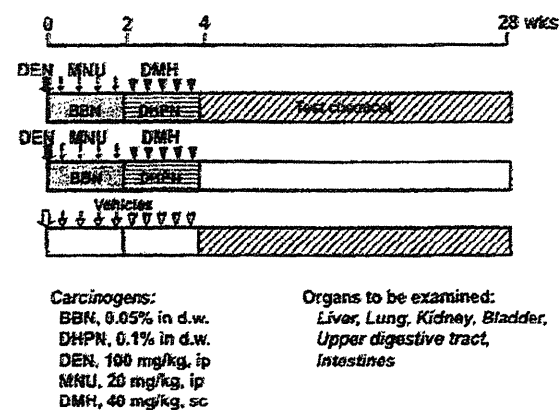 0 2 4 28 wks
DEN MNU DMH
BBN DHPN Test chemical
DEN MNU DMH
BBN DHPN
Vehicles
Carcinogens:
BBN, 0.05% in d.w.
DHPN, 0.1% in d.w.
DEN, 100 mg/kg, ip
MNU, 20 mg/kg, ip
DMH, 40 mg/kg, sc
Organs to be examined:
Liver, Lung, Kidney, Bladder,
Upper digestive tract,
Intestines